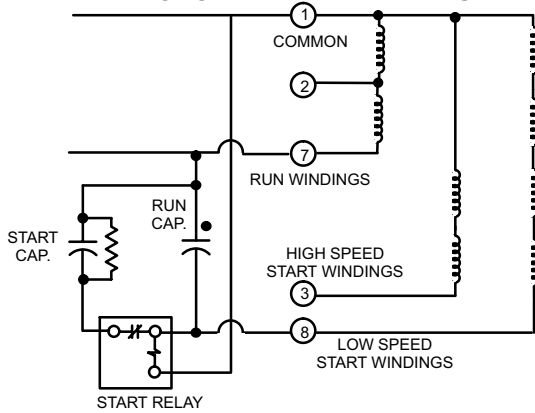 1
COMMON
2
7
RUN WINDINGS
RUN
CAP.
START
CAP.
HIGH SPEED
START WINDINGS
3
8
LOW SPEED
START WINDINGS
START RELAY